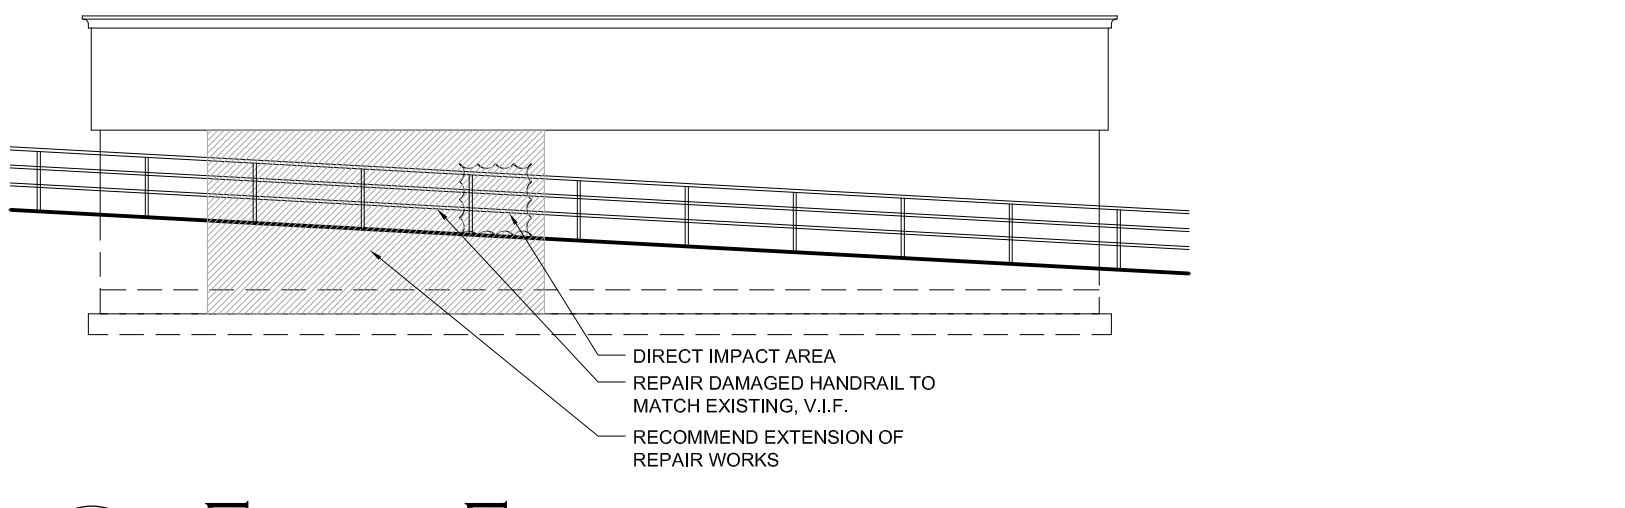 DIRECT IMPACT AREA
REPAIR DAMAGED HANDRAIL TO
MATCH EXISTING, V.I.F.
RECOMMEND EXTENSION OF
REPAIR WORKS